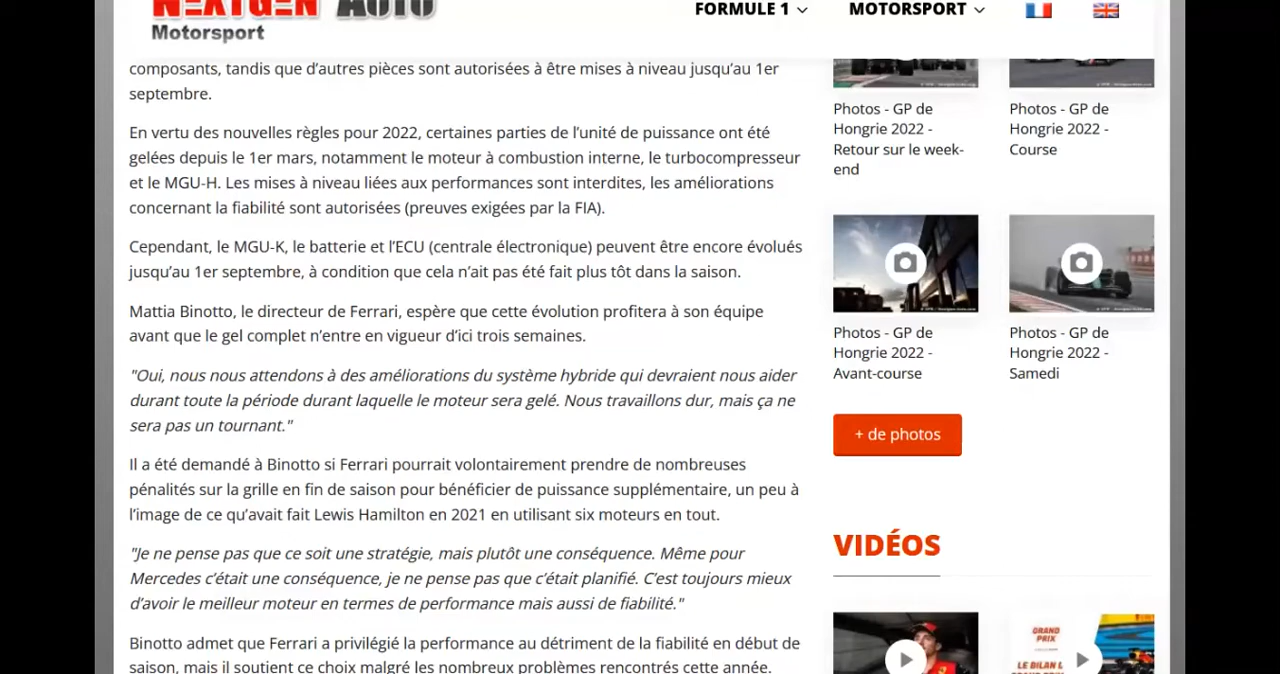 NEXTGEN AUTO
Motorsport
FORMULE 1
MOTORSPORT
composants, tandis que d’autres pièces sont autorisées à être mises à niveau jusqu’au 1er
septembre.
En vertu des nouvelles règles pour 2022, certaines parties de l’unité de puissance ont été
gelées depuis le 1er mars, notamment le moteur à combustion interne, le turbocompresseur
et le MGU-H. Les mises à niveau liées aux performances sont interdites, les améliorations
concernant la fiabilité sont autorisées (preuves exigées par la FIA).
Cependant, le MGU-K, le batterie et l’ECU (centrale électronique) peuvent être encore évolués
jusqu’au 1er septembre, à condition que cela n’ait pas été fait plus tôt dans la saison.
Mattia Binotto, le directeur de Ferrari, espère que cette évolution profitera à son équipe
avant que le gel complet n’entre en vigueur d’ici trois semaines.
"Oui, nous nous attendons à des améliorations du système hybride qui devraient nous aider
durant toute la période durant laquelle le moteur sera gelé. Nous travaillons dur, mais ça ne
sera pas un tournant."
Il a été demandé à Binotto si Ferrari pourrait volontairement prendre de nombreuses
pénalités sur la grille en fin de saison pour bénéficier de puissance supplémentaire, un peu à
l’image de ce qu’avait fait Lewis Hamilton en 2021 en utilisant six moteurs en tout.
"Je ne pense pas que ce soit une stratégie, mais plutôt une conséquence. Même pour
Mercedes c’était une conséquence, je ne pense pas que c’était planifié. C’est toujours mieux
d’avoir le meilleur moteur en termes de performance mais aussi de fiabilité."
Binotto admet que Ferrari a privilégié la performance au détriment de la fiabilité en début de
saison, mais il soutient ce choix malgré les nombreux problèmes rencontrés cette année.
Photos - GP de
Hongrie 2022 -
Retour sur le week-
end
Photos - GP de
Hongrie 2022 -
Course
Photos - GP de
Hongrie 2022 -
Avant-course
Photos - GP de
Hongrie 2022 -
Samedi
+ de photos
VIDÉOS
GRAND
PRIX
LE BILAN